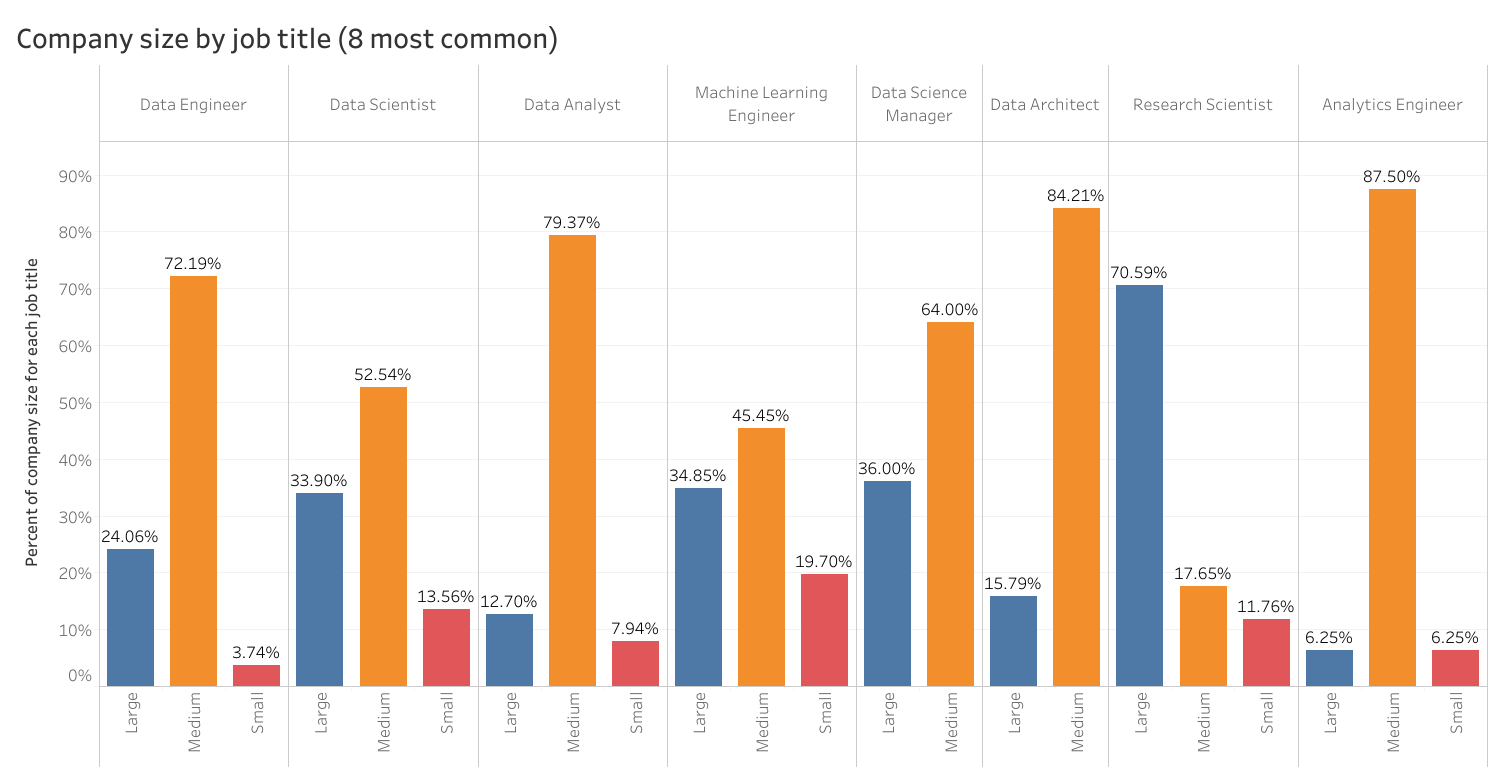 Company size by job title (8 most common)
Data Engineer
Data Scientist
Data Analyst
Machine Learning
Engineer
Data Science
Manager
Data Architect
Research Scientist
Analytics Engineer
Percent of company size for each job title
90%
80%
70%
60%
50%
40%
30%
20%
10%
0%
24.06%
72.19%
3.74%
33.90%
52.54%
13.56%
12.70%
79.37%
7.94%
34.85%
45.45%
19.70%
36.00%
64.00%
15.79%
84.21%
70.59%
17.65%
11.76%
6.25%
87.50%
6.25%
Large
Medium
Small
Large
Medium
Small
Large
Medium
Small
Large
Medium
Small
Large
Medium
Large
Medium
Large
Medium
Small
Large
Medium
Small